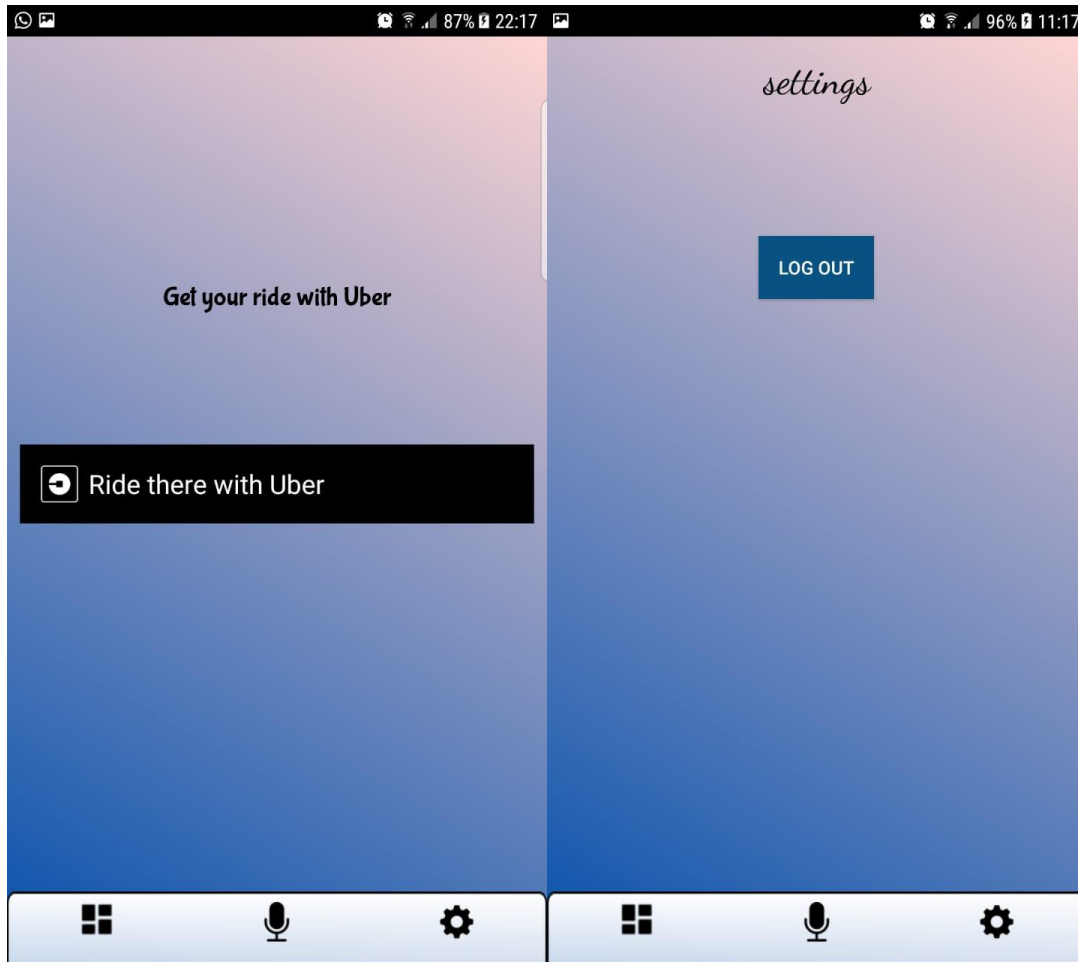 87% 22:17
Get your ride with Uber
Ride there with Uber
96% 11:17
settings
LOG OUT